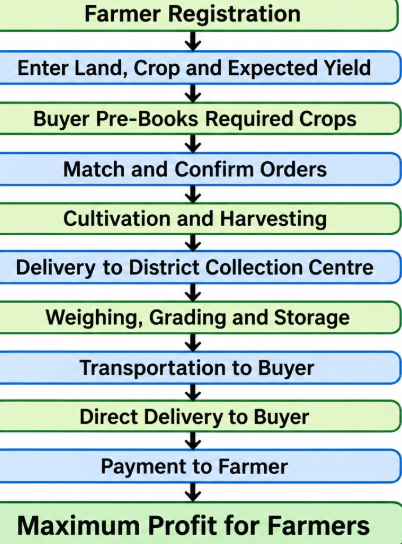 Farmer Registration
Enter Land, Crop and Expected Yield
Buyer Pre-Books Required Crops
Match and Confirm Orders
Cultivation and Harvesting
Delivery to District Collection Centre
Weighing, Grading and Storage
Transportation to Buyer
Direct Delivery to Buyer
Payment to Farmer
Maximum Profit for Farmers